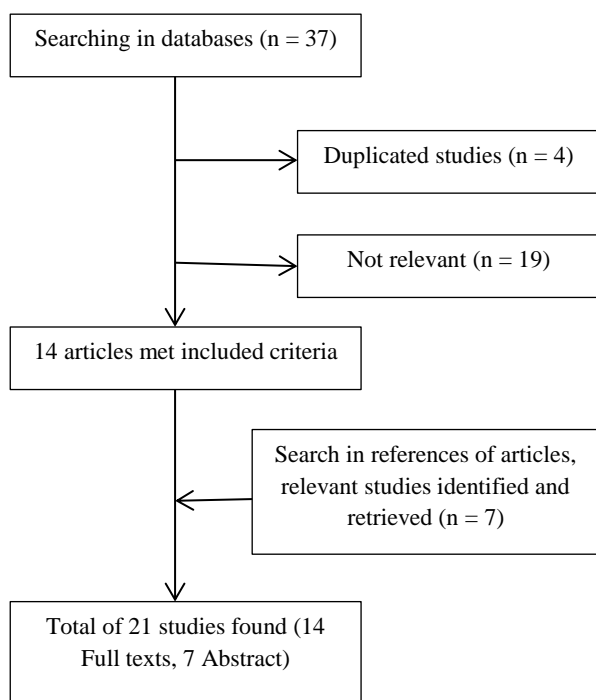 Searching in databases (n = 37)
Duplicated studies (n = 4)
Not relevant (n = 19)
14 articles met included criteria
Search in references of articles,
relevant studies identified and
retrieved (n = 7)
Total of 21 studies found (14
Full texts, 7 Abstract)